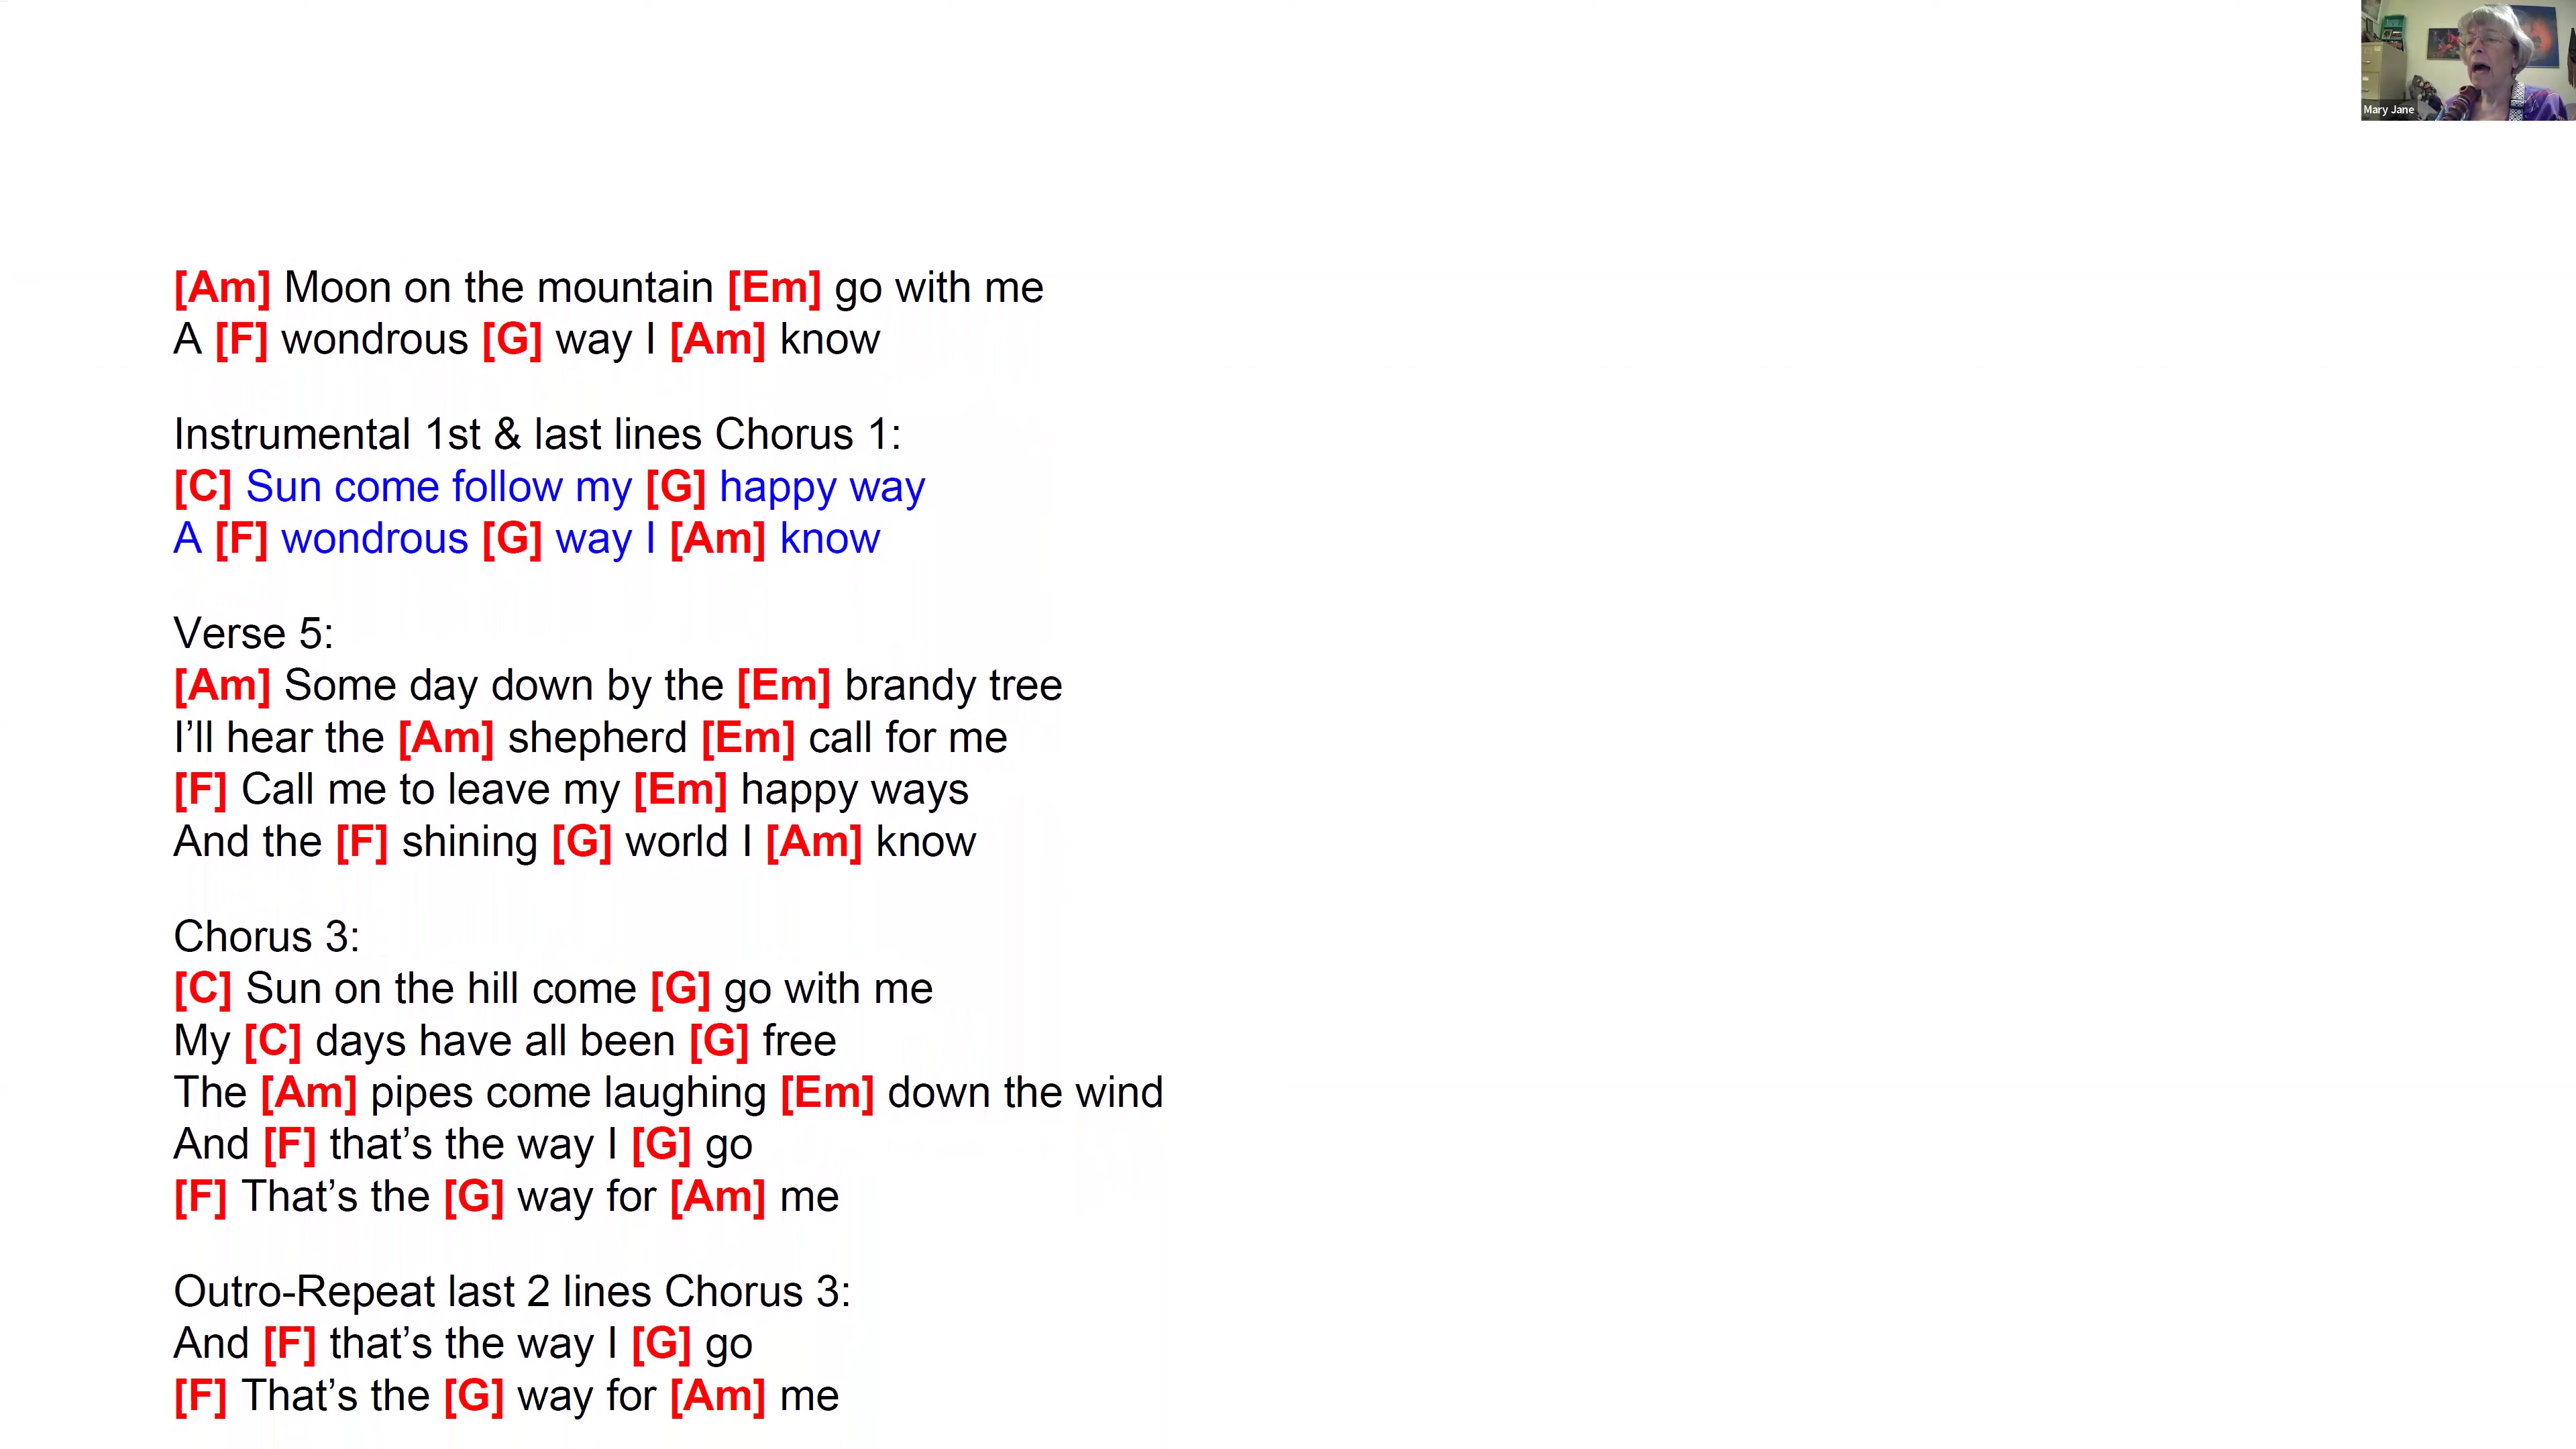 Mary Jane
[Am] Moon on the mountain [Em] go with me
A [F] wondrous [G] way I [Am] know
Instrumental 1st & last lines Chorus 1:
[C] Sun come follow my [G] happy way
A [F] wondrous [G] way I [Am] know
Verse 5:
[Am] Some day down by the [Em] brandy tree
I’ll hear the [Am] shepherd [Em] call for me
[F] Call me to leave my [Em] happy ways
And the [F] shining [G] world I [Am] know
Chorus 3:
[C] Sun on the hill come [G] go with me
My [C] days have all been [G] free
The [Am] pipes come laughing [Em] down the wind
And [F] that’s the way I [G] go
[F] That’s the [G] way for [Am] me
Outro-Repeat last 2 lines Chorus 3:
And [F] that’s the way I [G] go
[F] That’s the [G] way for [Am] me